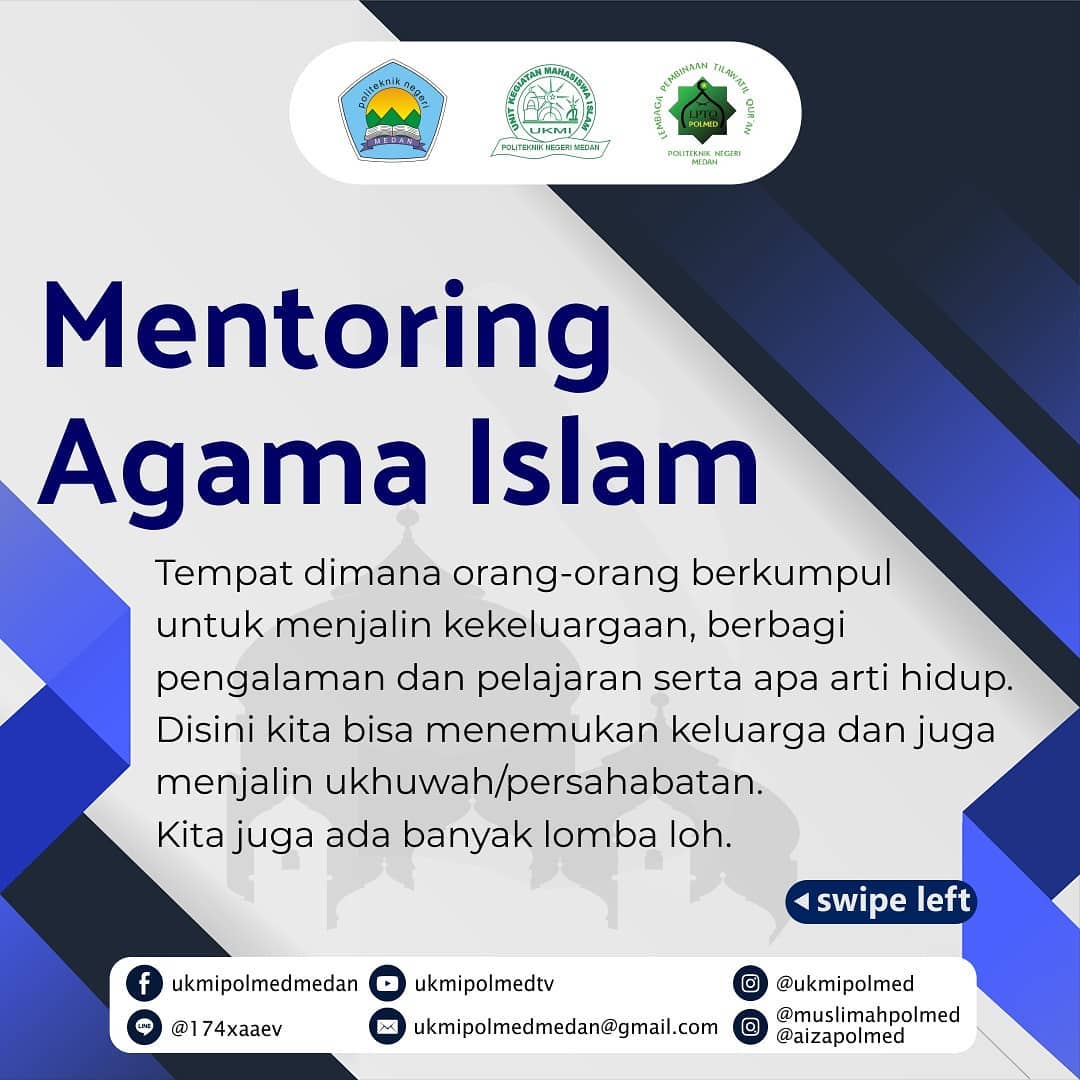 politeknik negeri
MEDAN
UNIT KEGIATAN MAHASISWA ISLAM
UKMI
POLITEKNIK NEGERI MEDAN
LEMBAGA PEMBINAAN TILAWATIL QUR'AN
LPTQ
POLMED
POLITEKNIK NEGERI
MEDAN
Mentoring
Agama Islam
Tempat dimana orang-orang berkumpul
untuk menjalin kekeluargaan, berbagi
pengalaman dan pelajaran serta apa arti hidup.
Disini kita bisa menemukan keluarga dan juga
menjalin ukhuwah/persahabatan.
Kita juga ada banyak lomba loh.
swipe left
ukmipolmedmedan
ukmipolmedtv
@ukmipolmed
LINE
@174xaaev
ukmipolmedmedan@gmail.com
@muslimahpolmed
@aizapolmed